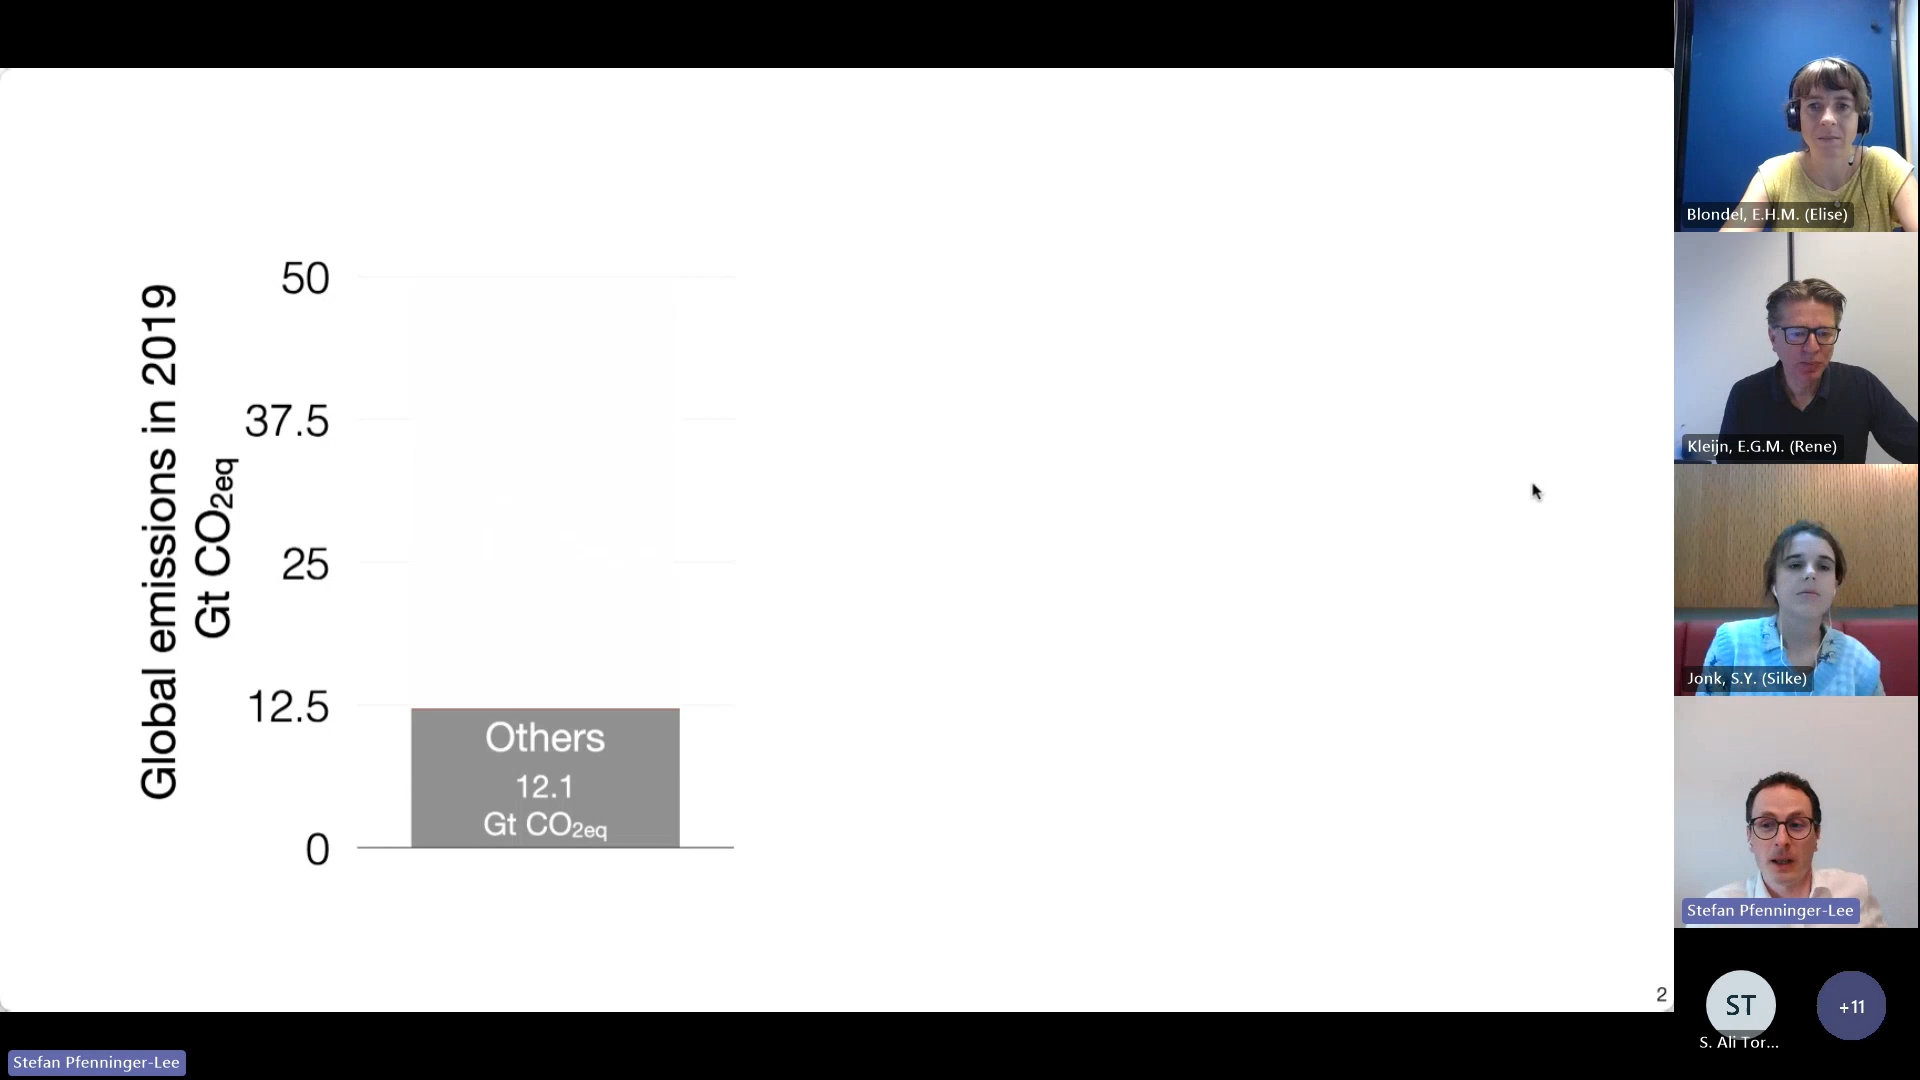 Global emissions in 2019
Gt CO2eq
50
37.5
25
12.5
0
Others
12.1
Gt CO2eq
2
Blondel, E.H.M. (Elise)
Kleijn, E.G.M. (Rene)
Jonk, S.Y. (Silke)
Stefan Pfenninger-Lee
ST
+11
S. Ali Tor...
Stefan Pfenninger-Lee